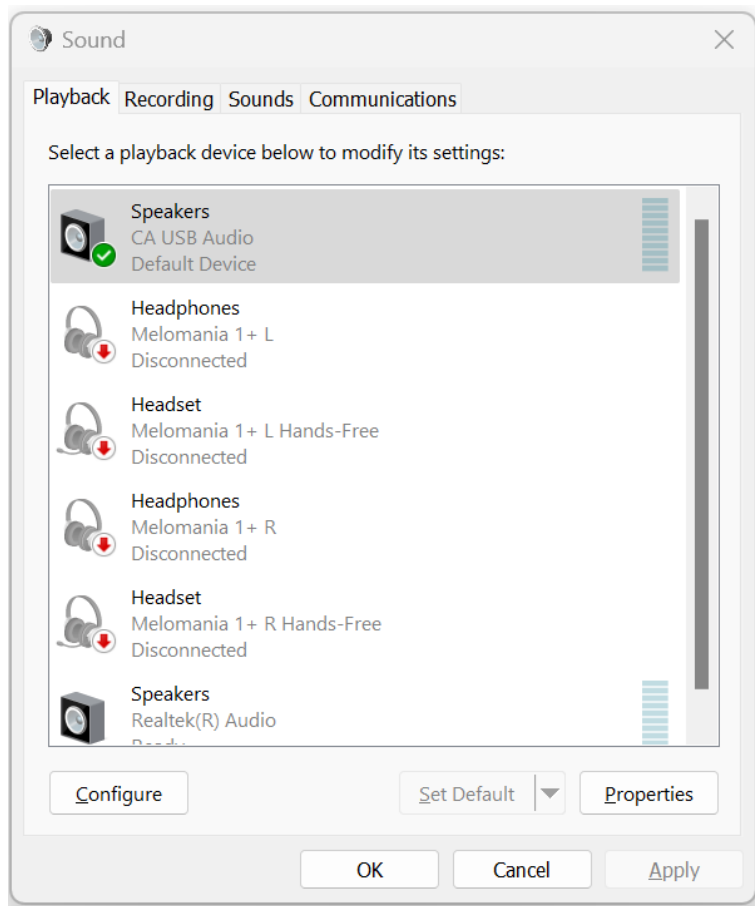 Sound
Playback Recording Sounds Communications
Select a playback device below to modify its settings:
Speakers
CA USB Audio
Default Device
Headphones
Melomania 1+ L
Disconnected
Headset
Melomania 1+ L Hands-Free
Disconnected
Headphones
Melomania 1+ R
Disconnected
Headset
Melomania 1+ R Hands-Free
Disconnected
Speakers
Realtek(R) Audio
Ready
Configure Set Default Properties
OK Cancel Apply